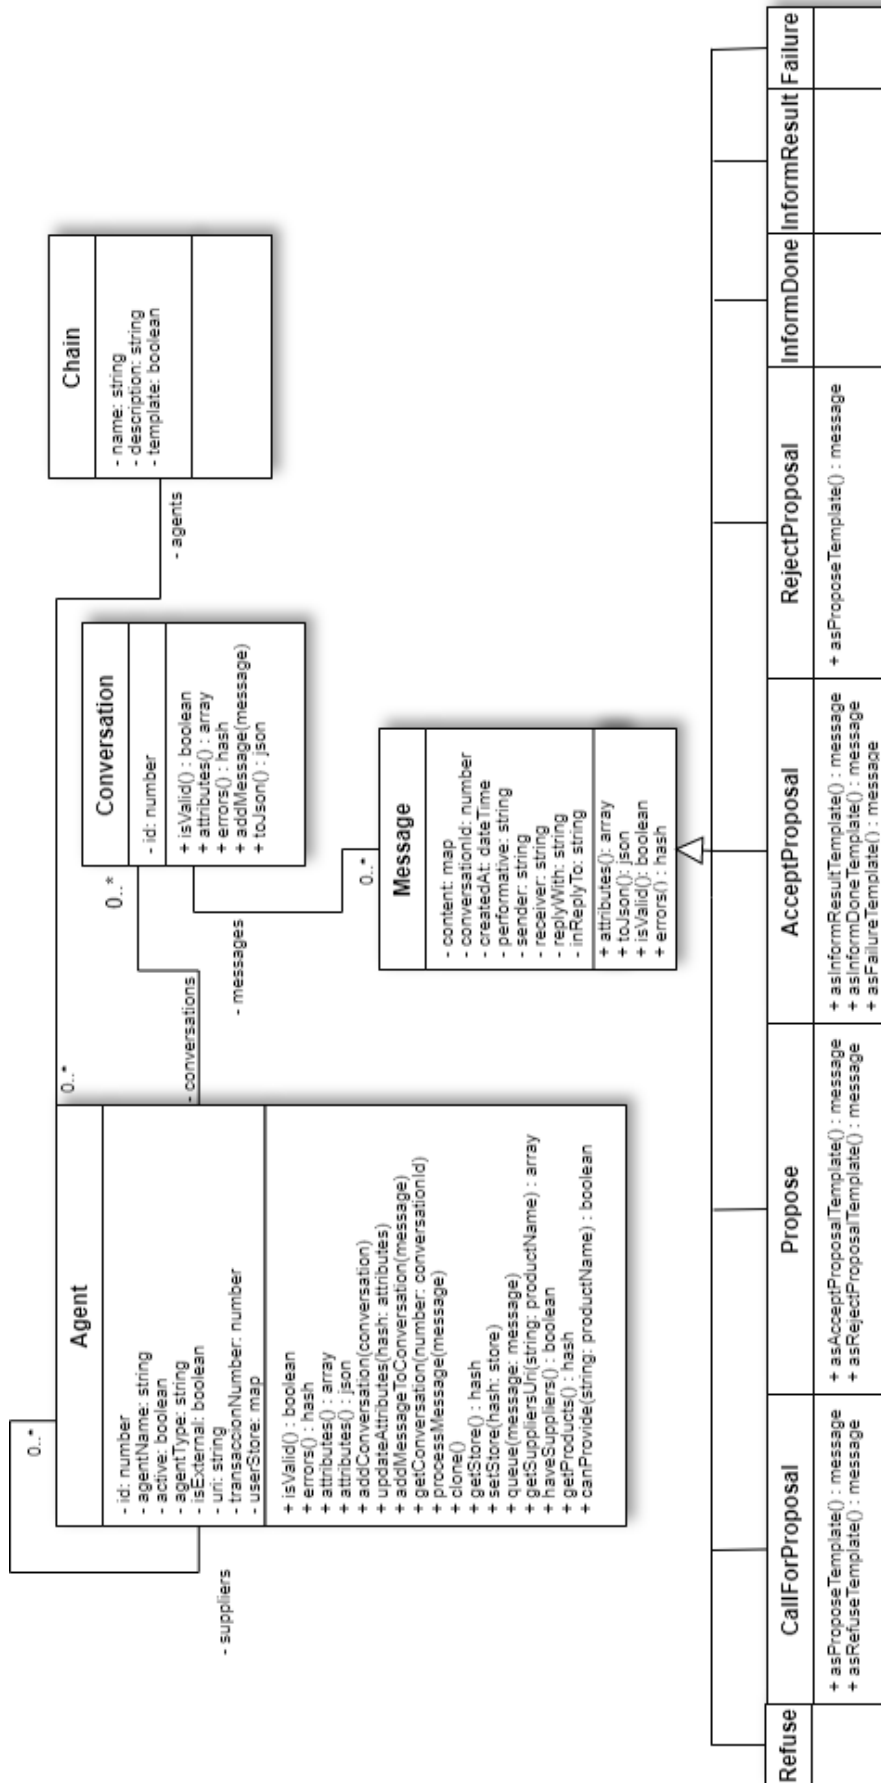 0..*
- suppliers
Agent
- id: number
- agentName: string
- active: boolean
- agentType: string
- isExternal: boolean
- uri: string
- transaccionNumber: number
- userStore: map
+ isValid() : boolean
+ errors() : hash
+ attributes() : array
+ attributes() : json
+ addConversation(conversation)
+ updateAttributes(hash: attributes)
+ addMessageToConversation(message)
+ getConversation(number: conversationId)
+ processMessage(message)
+ clone()
+ getStore() : hash
+ setStore(hash: store)
+ queue(message: message)
+ getSuppliersUri(string: productName) : array
+ haveSuppliers() : boolean
+ getProducts() : hash
+ canProvide(string: productName) : boolean
0..*
- conversations
0..*
Conversation
- id: number
+ isValid() : boolean
+ attributes() : array
+ errors() : hash
+ addMessage(message)
+ toJson() : json
- agents
Chain
- name: string
- description: string
- template: boolean
- messages
0..*
Message
- content: map
- conversationId: number
- createdAt: dateTime
- performative: string
- sender: string
- receiver: string
- replyWith: string
- inReplyTo: string
+ attributes(): array
+ toJson(): json
+ isValid(): boolean
+ errors() : hash
Refuse
CallForProposal
+ asProposeTemplate() : message
+ asRefuseTemplate() : message
Propose
+ asAcceptProposalTemplate() : message
+ asRejectProposalTemplate() : message
AcceptProposal
+ asInformResultTemplate() : message
+ asInformDoneTemplate() : message
+ asFailureTemplate() : message
RejectProposal
+ asProposeTemplate() : message
InformDone
InformResult
Failure